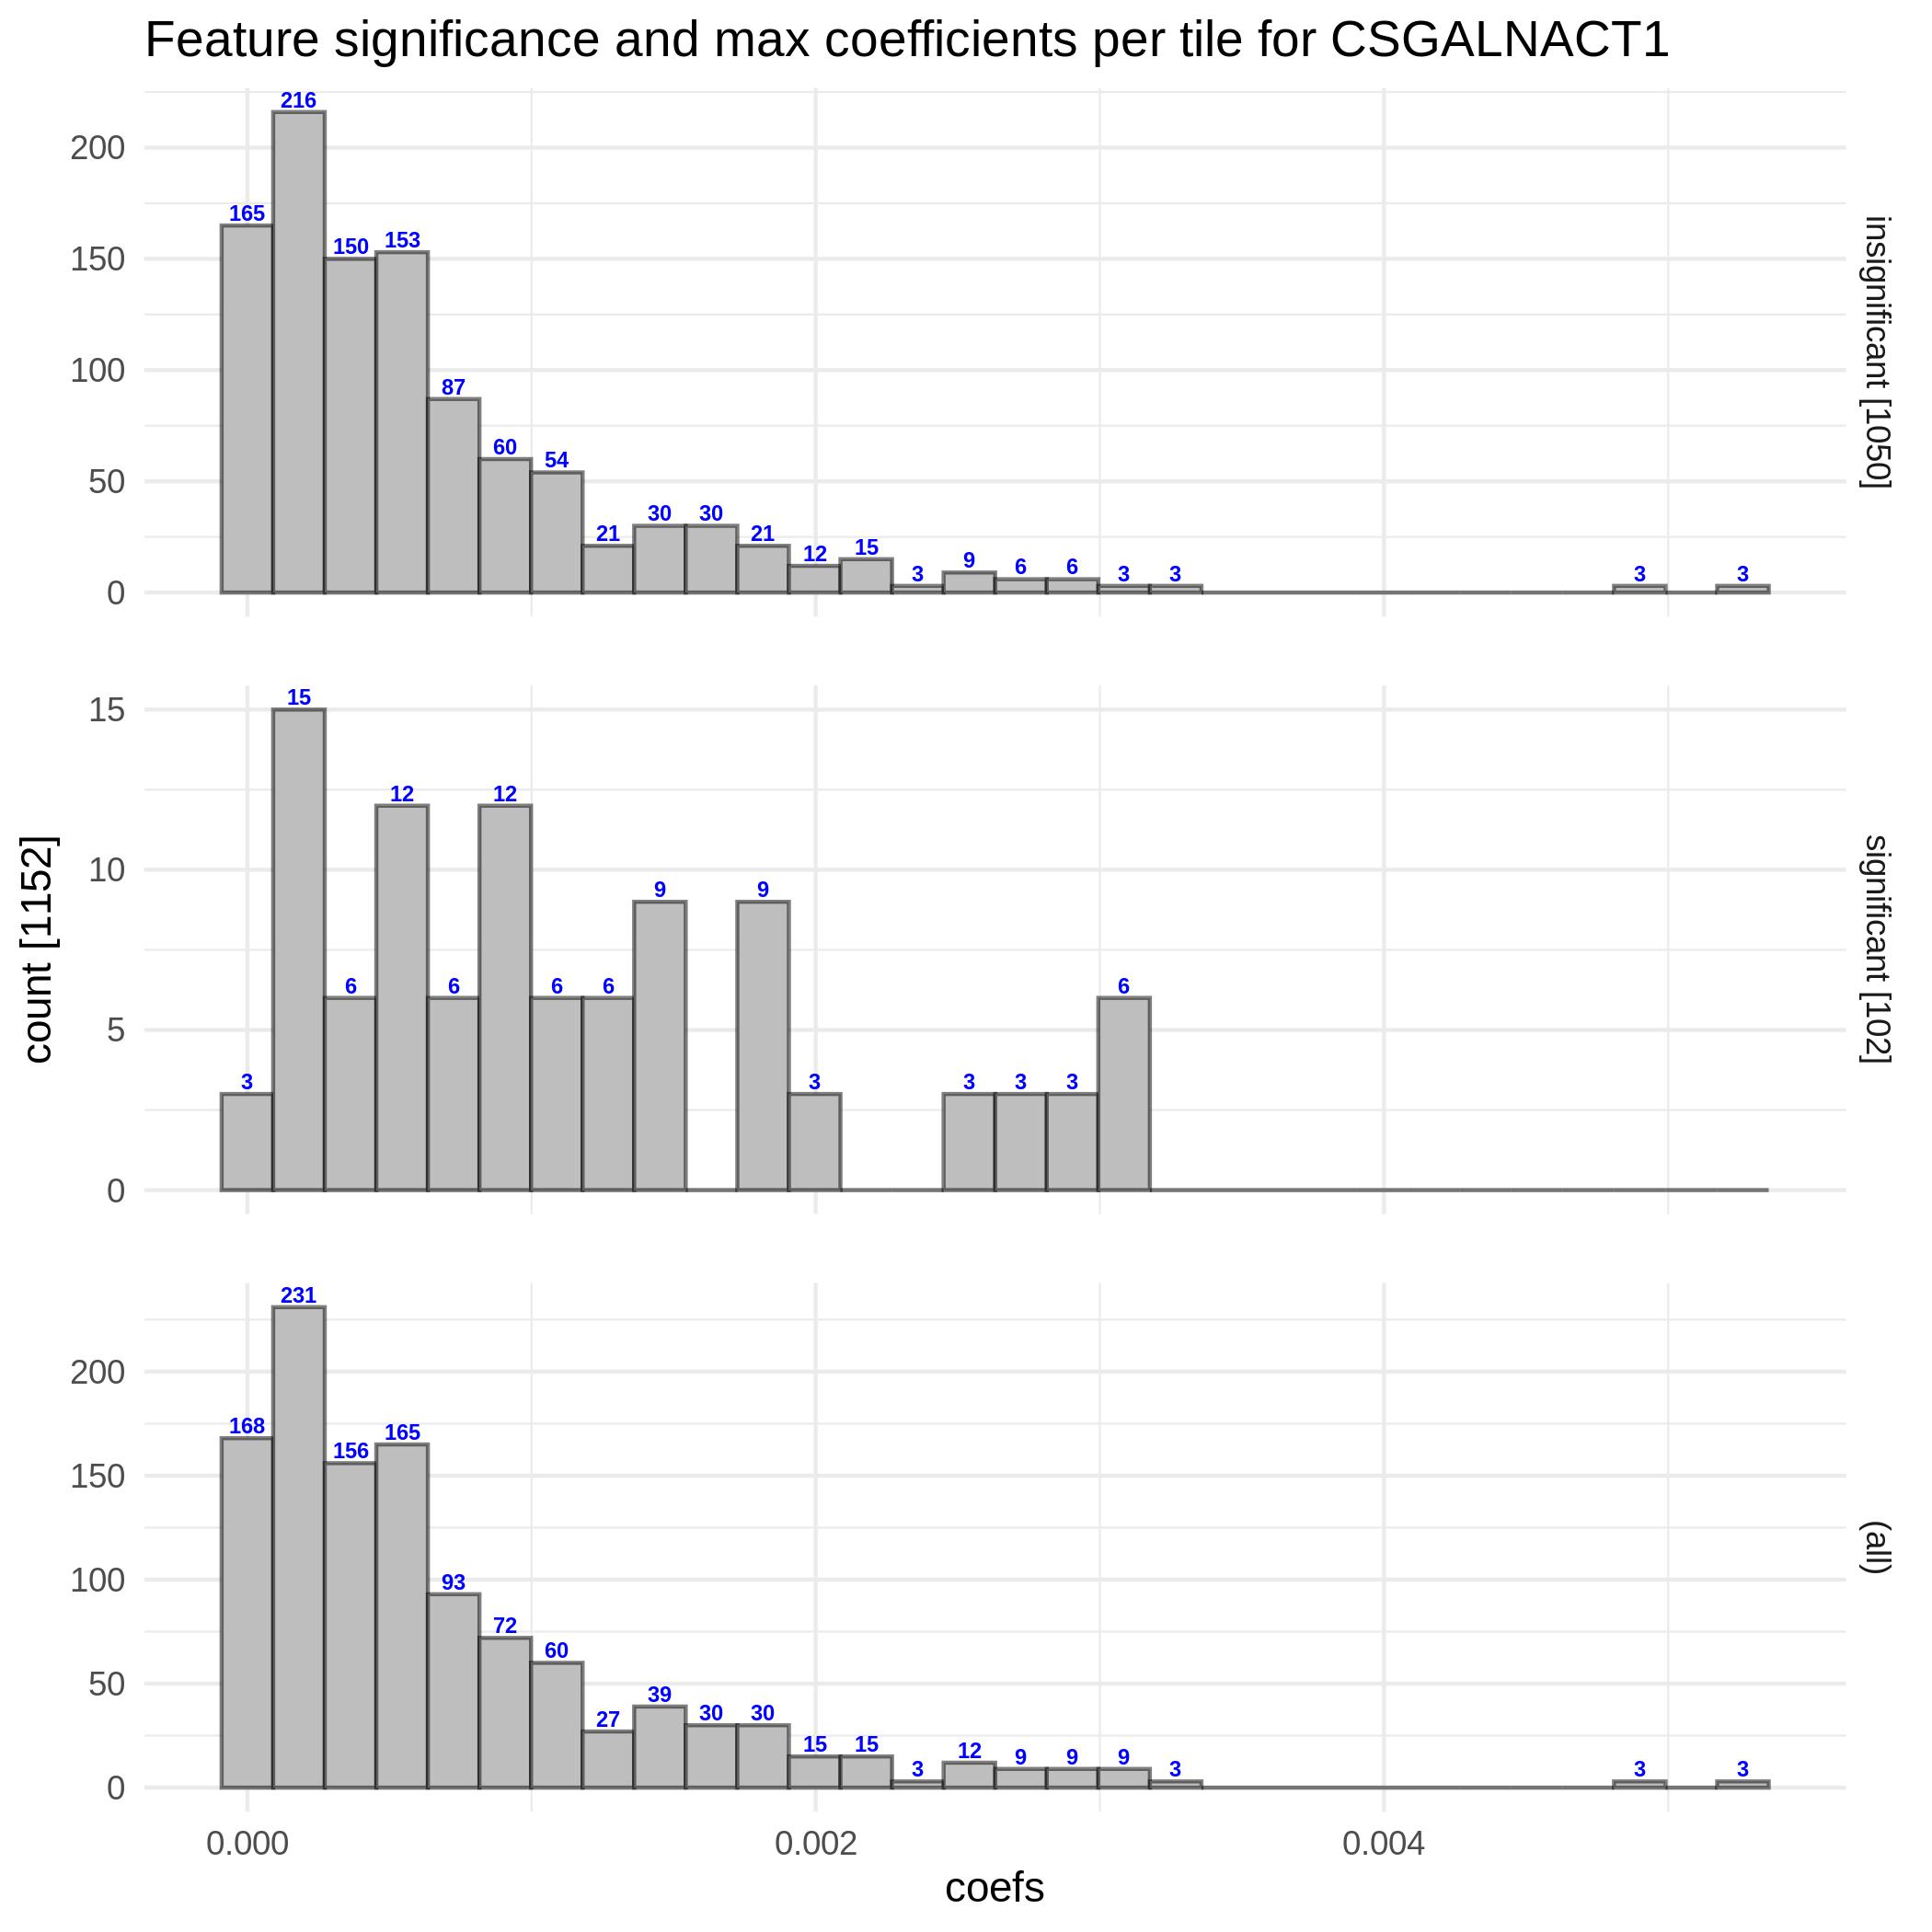 Feature significance and max coefficients per tile for CSGALNACT1
216
200
165
150 153
150
87
100
60
54
50
21 30 30 21 12 15 3 9 6 6 3 3 3 3
0
insignificant [1050]
15
15
12 12
10
9 9
6 6 6 6 6
5
3 3 3 3 3
0
significant [102]
count [1152]
231
200
168
156 165
150
93
100
72
60
50
27 39 30 30 15 15 3 12 9 9 9 3 3 3
0
(all)
0.000 0.002 0.004
coefs